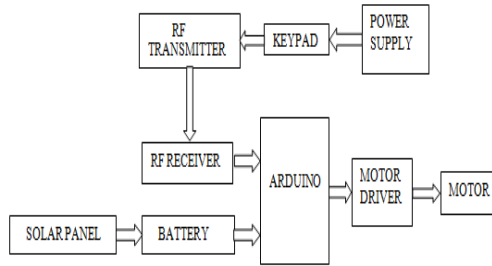 RF
TRANSMITTER
KEYPAD
POWER
SUPPLY
RF RECEIVER
ARDUINO
MOTOR
DRIVER
MOTOR
SOLAR PANEL
BATTERY